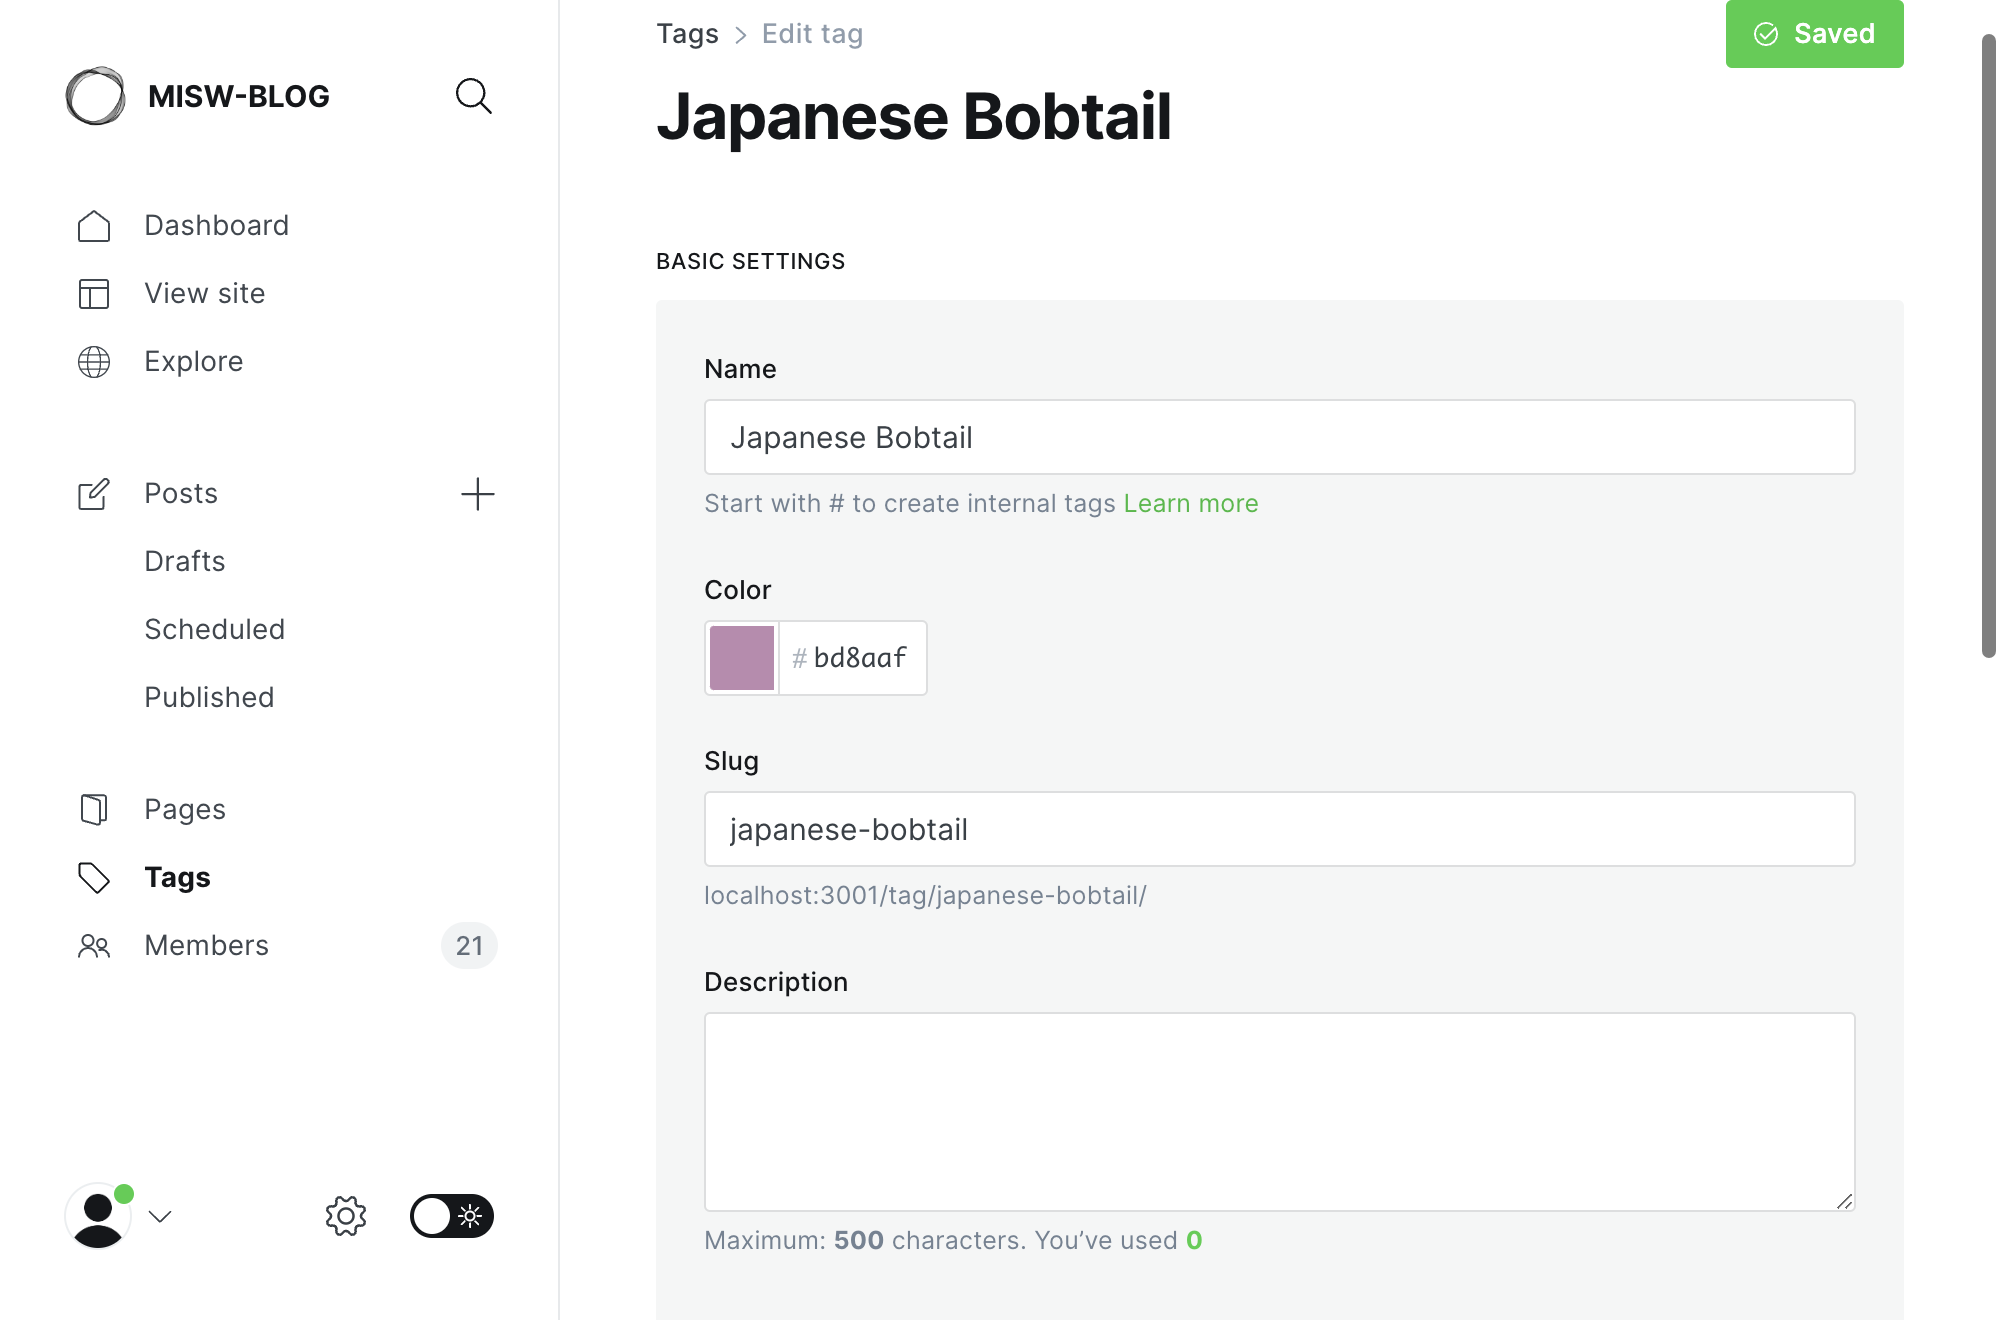 MISW-BLOG
Dashboard
View site
Explore
Posts
Drafts
Scheduled
Published
Pages
Tags
Members 21
Tags > Edit tag
Saved
Japanese Bobtail
BASIC SETTINGS
Name
Japanese Bobtail
Start with # to create internal tags Learn more
Color
# bd8aaf
Slug
japanese-bobtail
localhost:3001/tag/japanese-bobtail/
Description
Maximum: 500 characters. You’ve used 0